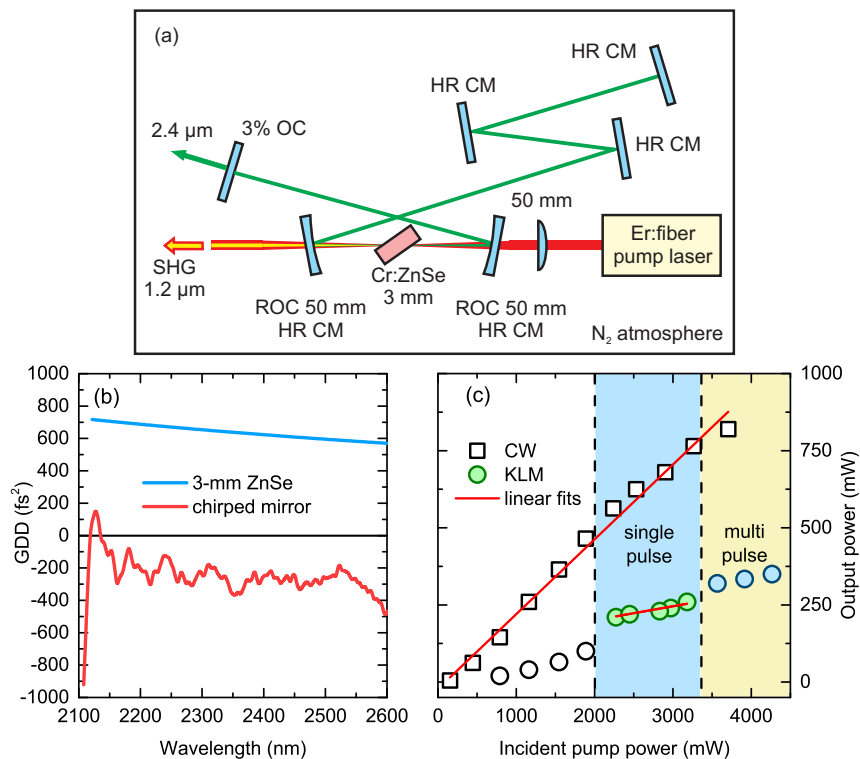 (a)
HR CM
HR CM
HR CM
3% OC
2.4 µm
50 mm
Er:fiber
pump laser
SHG
1.2 µm
Cr:ZnSe
3 mm
ROC 50 mm
HR CM
ROC 50 mm
HR CM
N₂ atmosphere
(b)
1000
800
600
400
200
0
-200
-400
-600
-800
-1000
GDD (fs²)
3-mm ZnSe
chirped mirror
2100 2200 2300 2400 2500 2600
Wavelength (nm)
(c)
CW
KLM
linear fits
single
pulse
multi
pulse
1000
750
500
250
0
Output power (mW)
0 1000 2000 3000 4000
Incident pump power (mW)